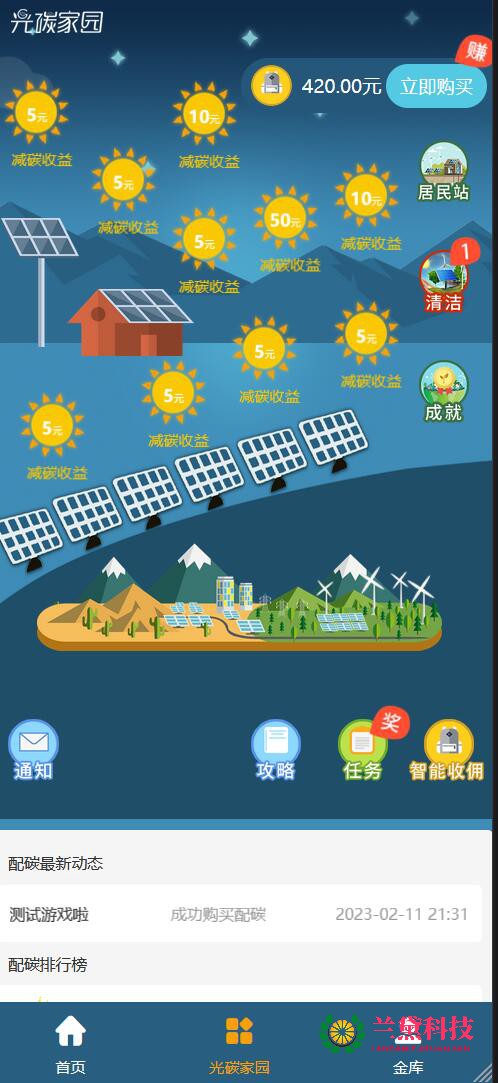 光碳家园
赚
420.00元
立即购买
5元
减碳收益
10元
减碳收益
5元
减碳收益
10元
减碳收益
50元
减碳收益
5元
减碳收益
居民站
1
清洁
5元
减碳收益
5元
减碳收益
5元
减碳收益
5元
减碳收益
成就
奖
通知
攻略
任务
智能收佣
配碳最新动态
测试游戏啦
成功购买配碳
2023-02-11 21:31
配碳排行榜
兰黛科技
首页
光碳家园
金库